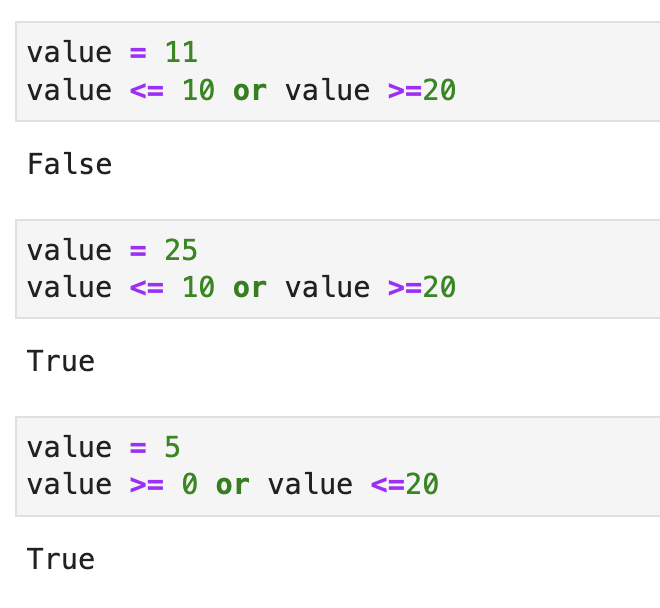 value = 11
value <= 10 or value >=20
False
value = 25
value <= 10 or value >=20
True
value = 5
value >= 0 or value <=20
True